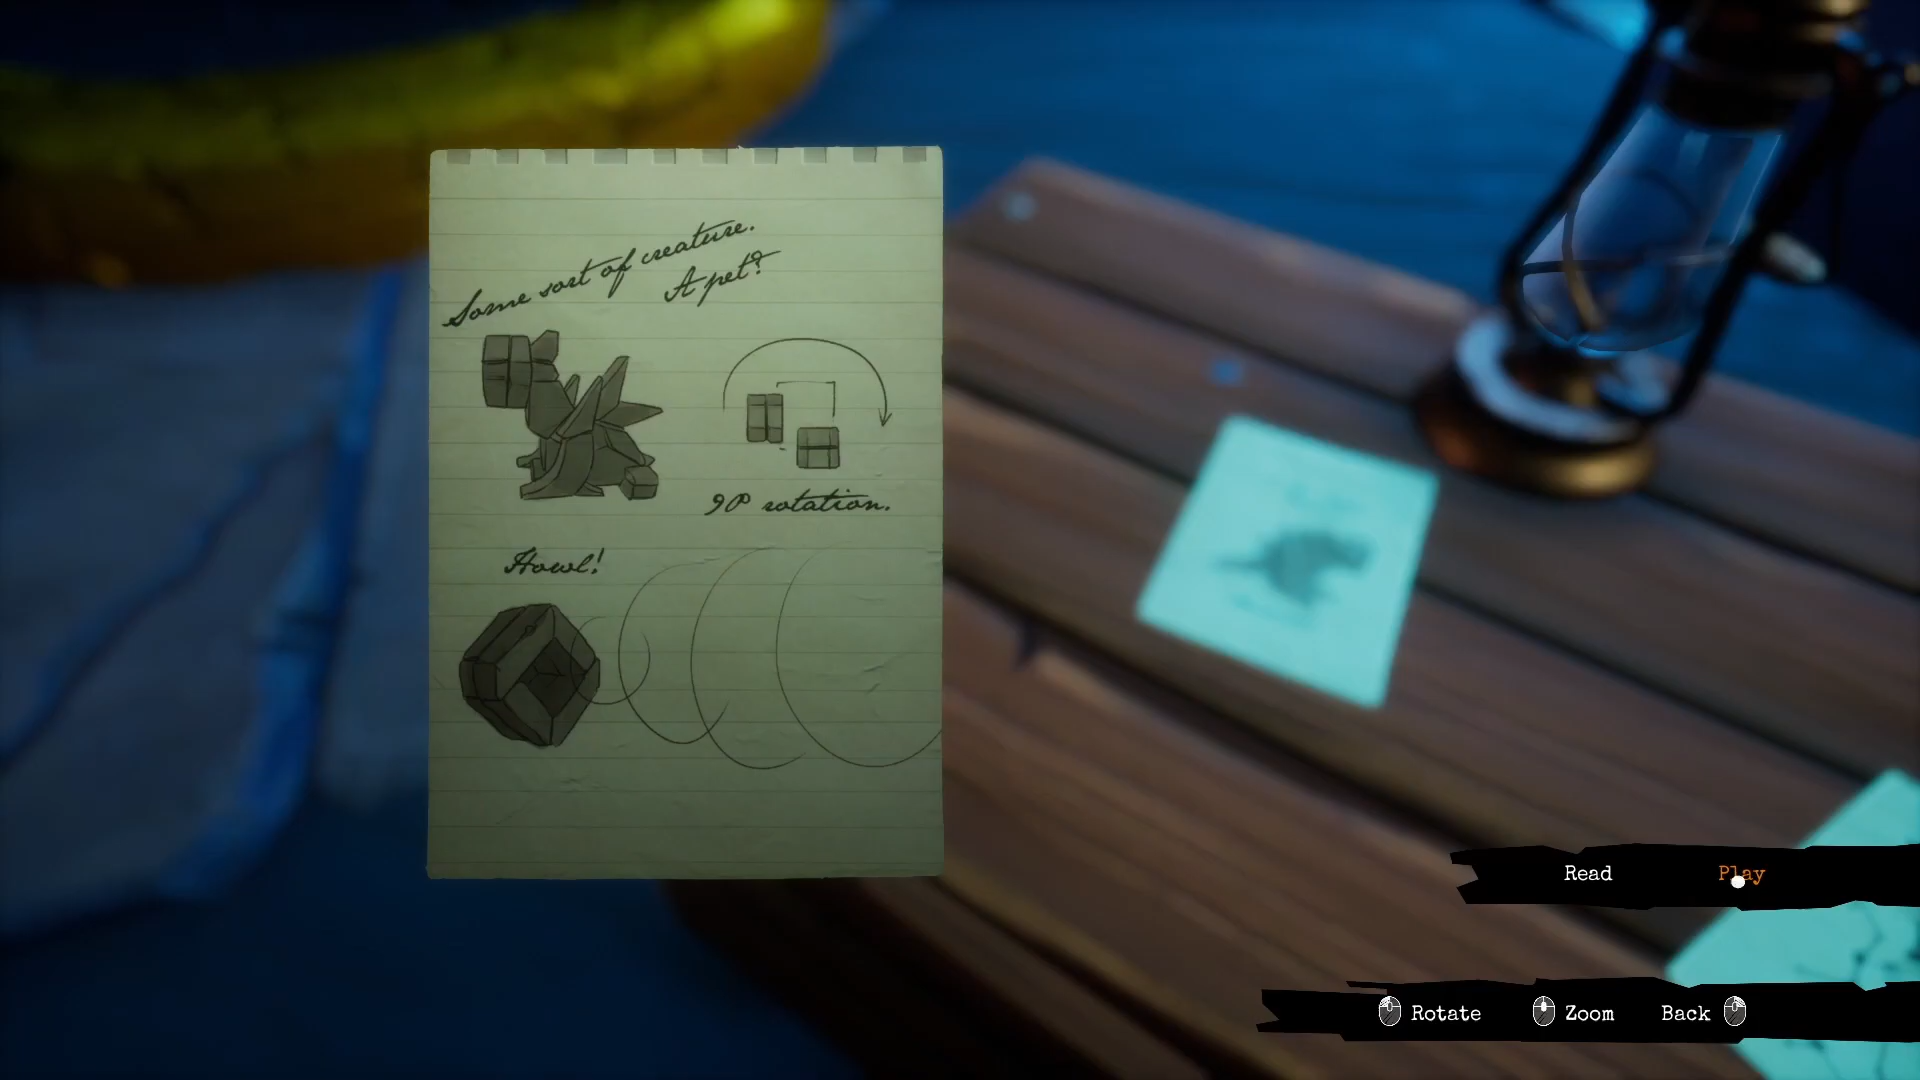 Some sort of creature.
A pet?
90° rotation.
Howl!
Read Play
Rotate Zoom Back